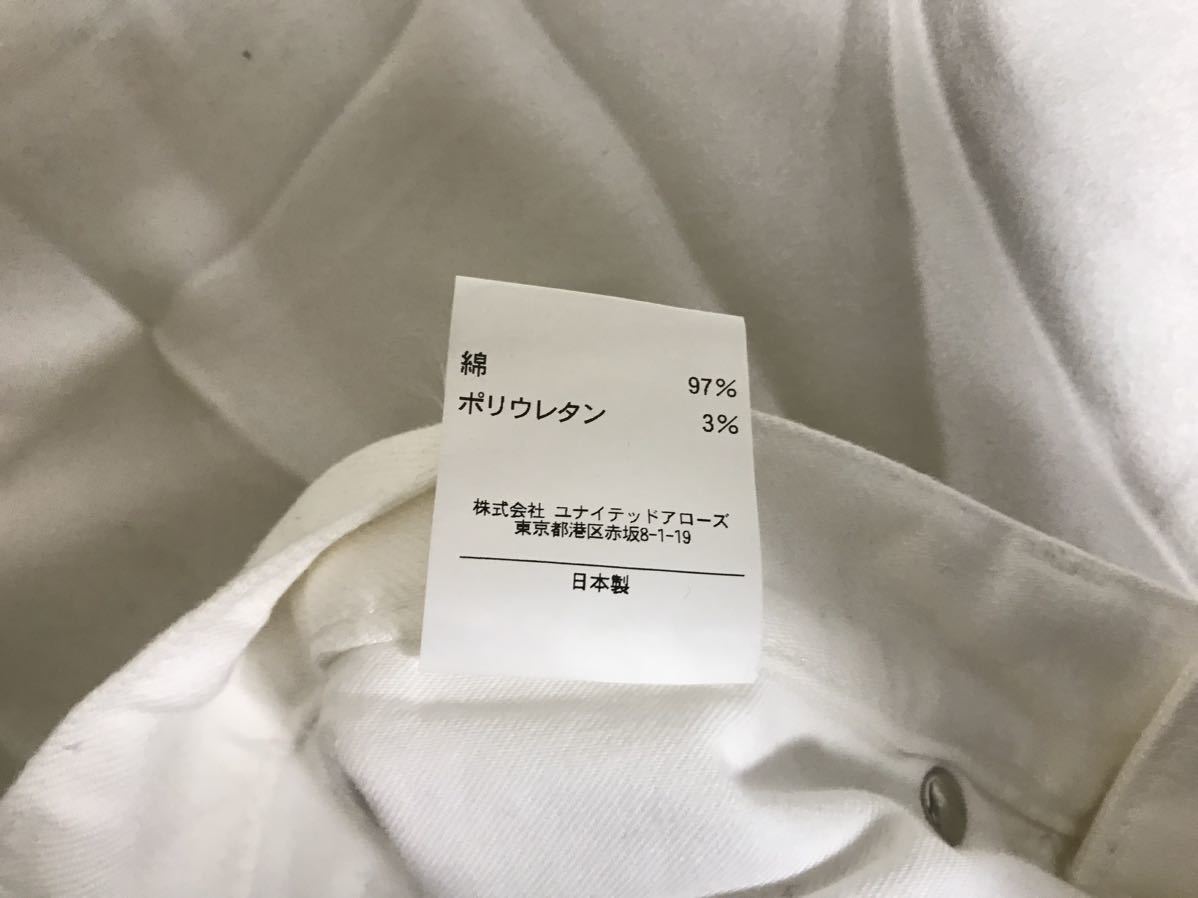 綿 97%
ポリウレタン 3%
株式会社 ユナイテッドアローズ
東京都港区赤坂8-1-19
日本製